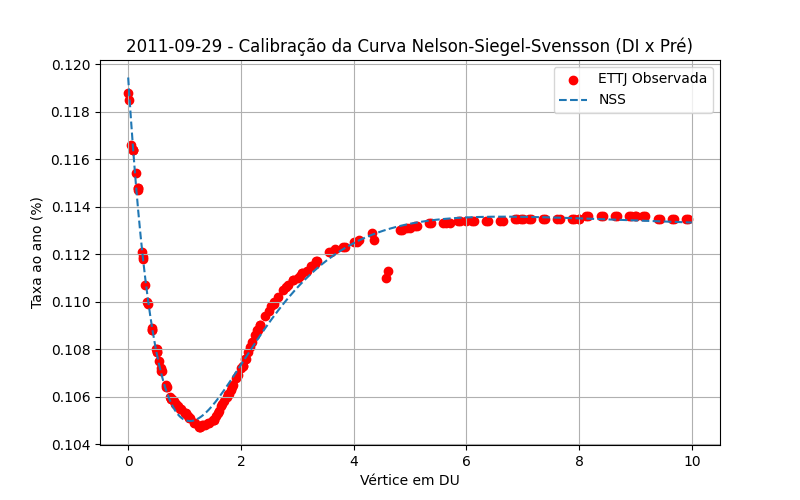 2011-09-29 - Calibração da Curva Nelson-Siegel-Svensson (DI x Pré)
ETTJ Observada
NSS
Taxa ao ano (%)
0.120
0.118
0.116
0.114
0.112
0.110
0.108
0.106
0.104
0 2 4 6 8 10
Vértice em DU